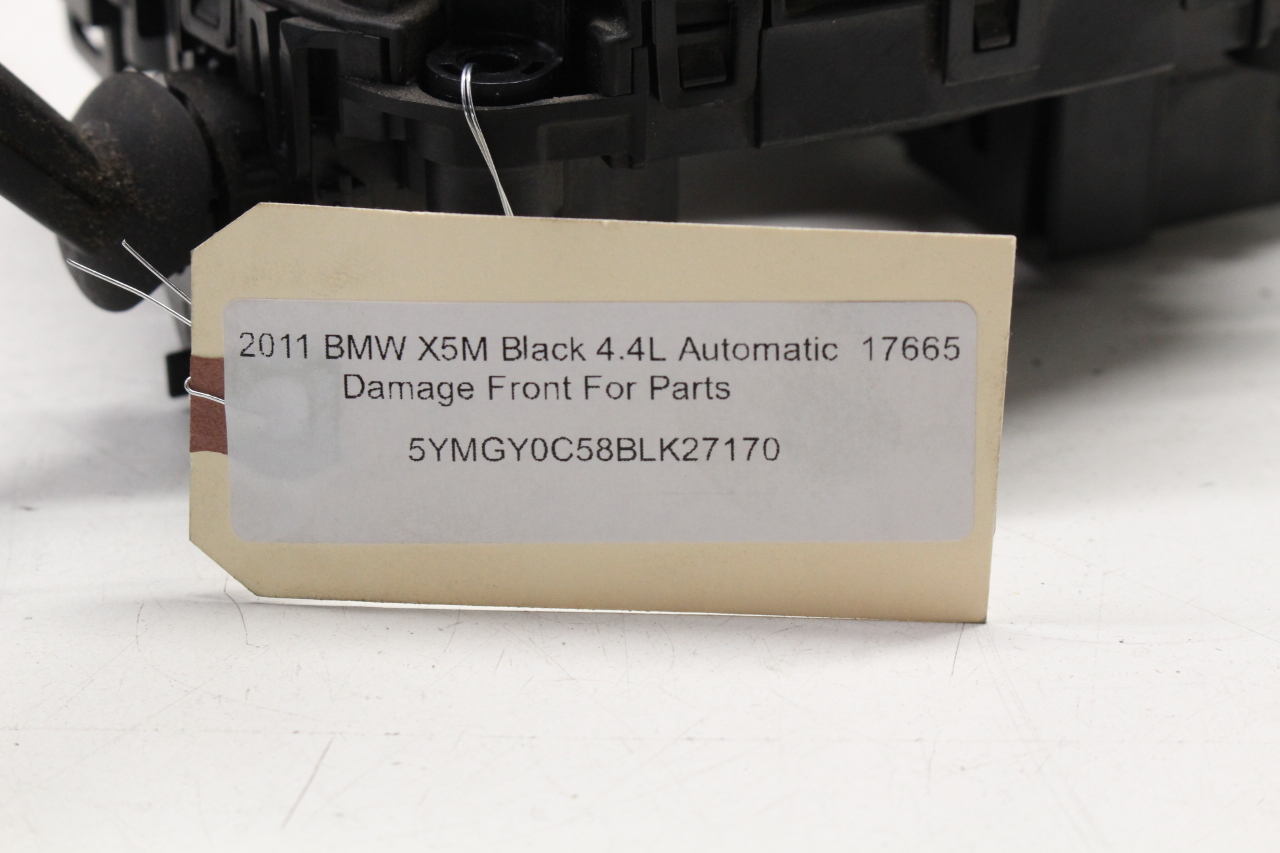 2011 BMW X5M Black 4.4L Automatic 17665
Damage Front For Parts
5YMGY0C58BLK27170